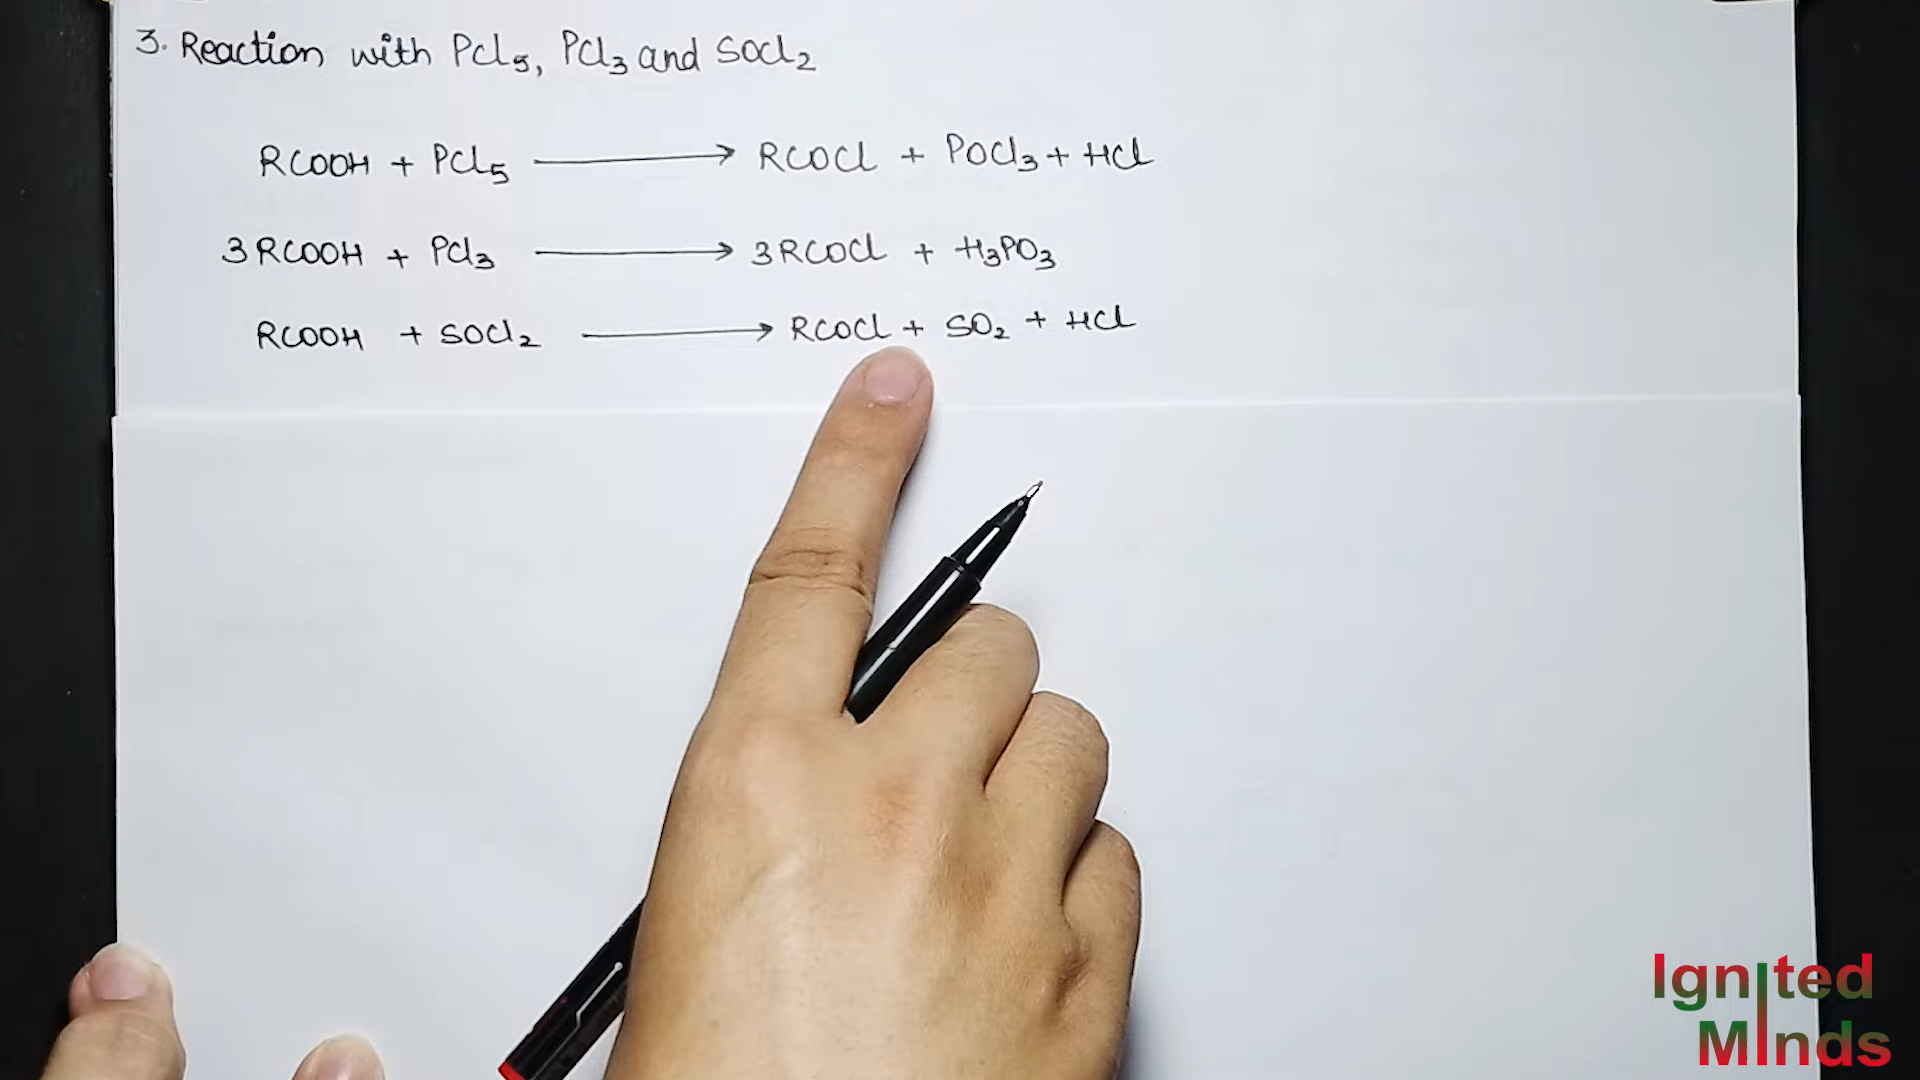 3. Reaction with PCl5, PCl3 and SOCl2
RCOOH + PCl5 ⟶ RCOCl + POCl3 + HCl
3RCOOH + PCl3 ⟶ 3RCOCl + H3PO3
RCOOH + SOCl2 ⟶ RCOCl + SO2 + HCl
Ignited
Minds